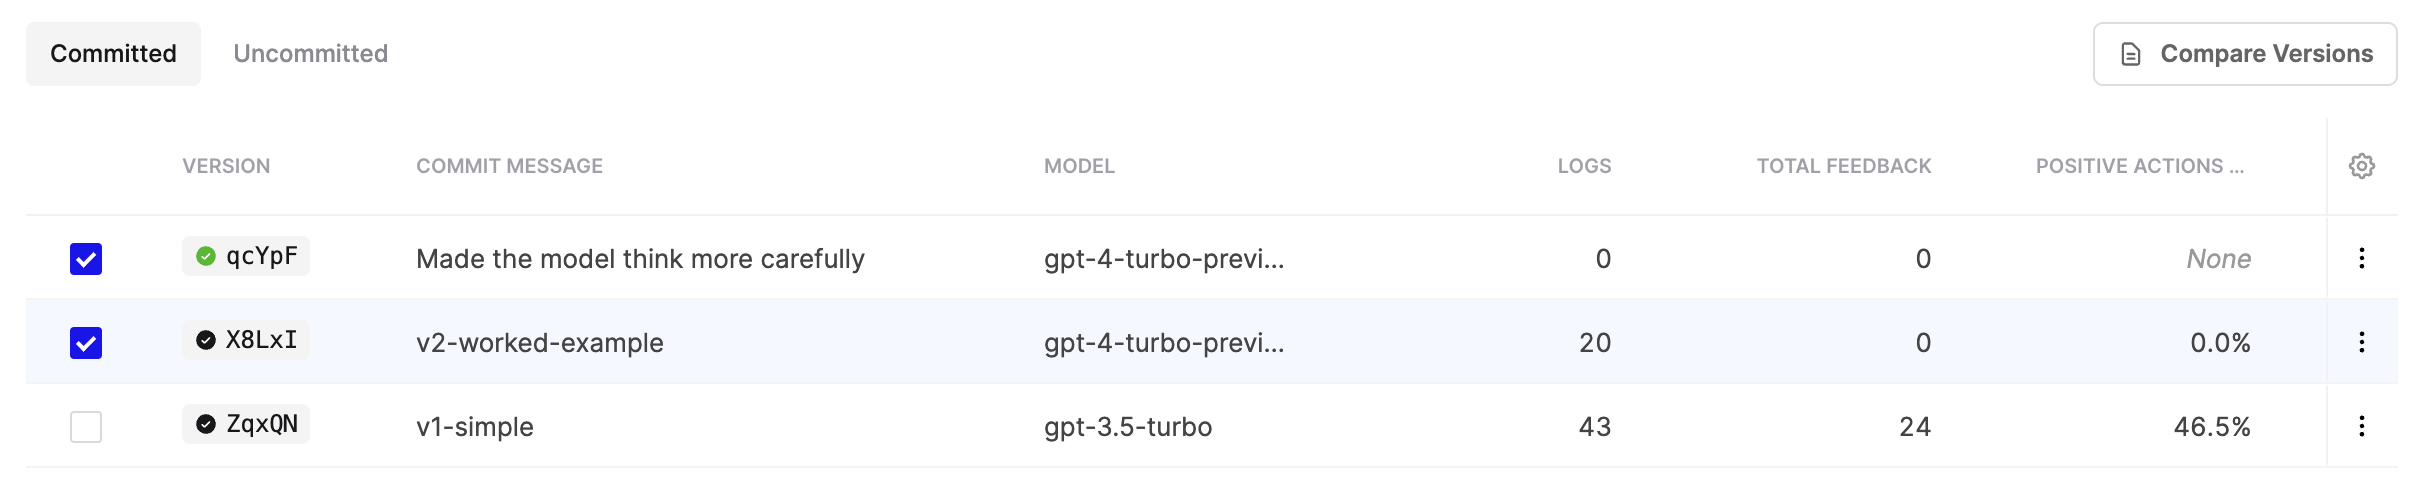 Committed Uncommitted Compare Versions
VERSION COMMIT MESSAGE MODEL LOGS TOTAL FEEDBACK POSITIVE ACTIONS ...
qcYpF Made the model think more carefully gpt-4-turbo-previ... 0 0 None
X8LxI v2-worked-example gpt-4-turbo-previ... 20 0 0.0%
ZqxQN v1-simple gpt-3.5-turbo 43 24 46.5%